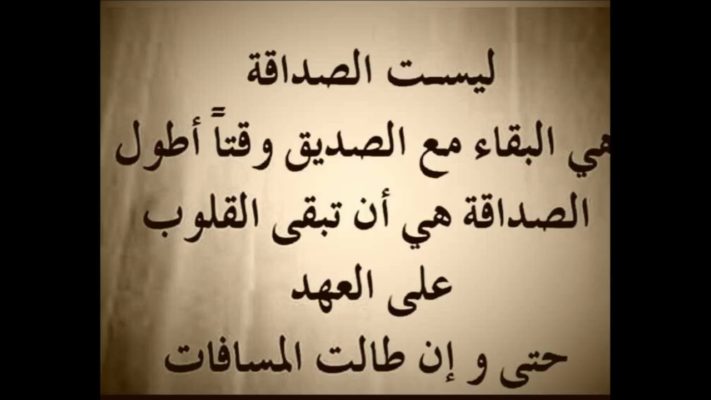 ليست الصداقة
هي البقاء مع الصديق وقتاً أطول
الصداقة هي أن تبقى القلوب
على العهد
حتى و إن طالت المسافات